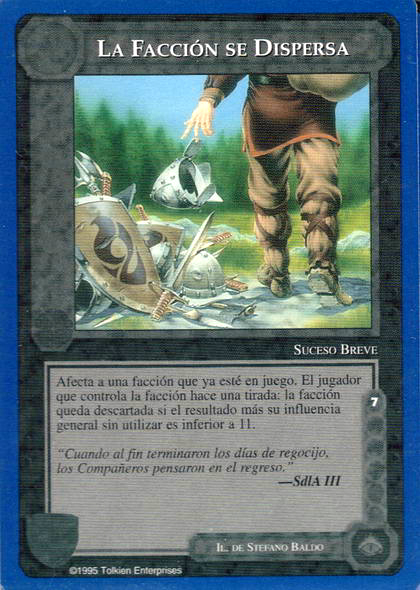 La Facción se Dispersa
Suceso Breve
Afecta a una facción que ya esté en juego. El jugador
que controla la facción hace una tirada: la facción
queda descartada si el resultado más su influencia
general sin utilizar es inferior a 11.
7
“Cuando al fin terminaron los días de regocijo,
los Compañeros pensaron en el regreso.”
—SdlA III
Il. de Stefano Baldo
©1995 Tolkien Enterprises